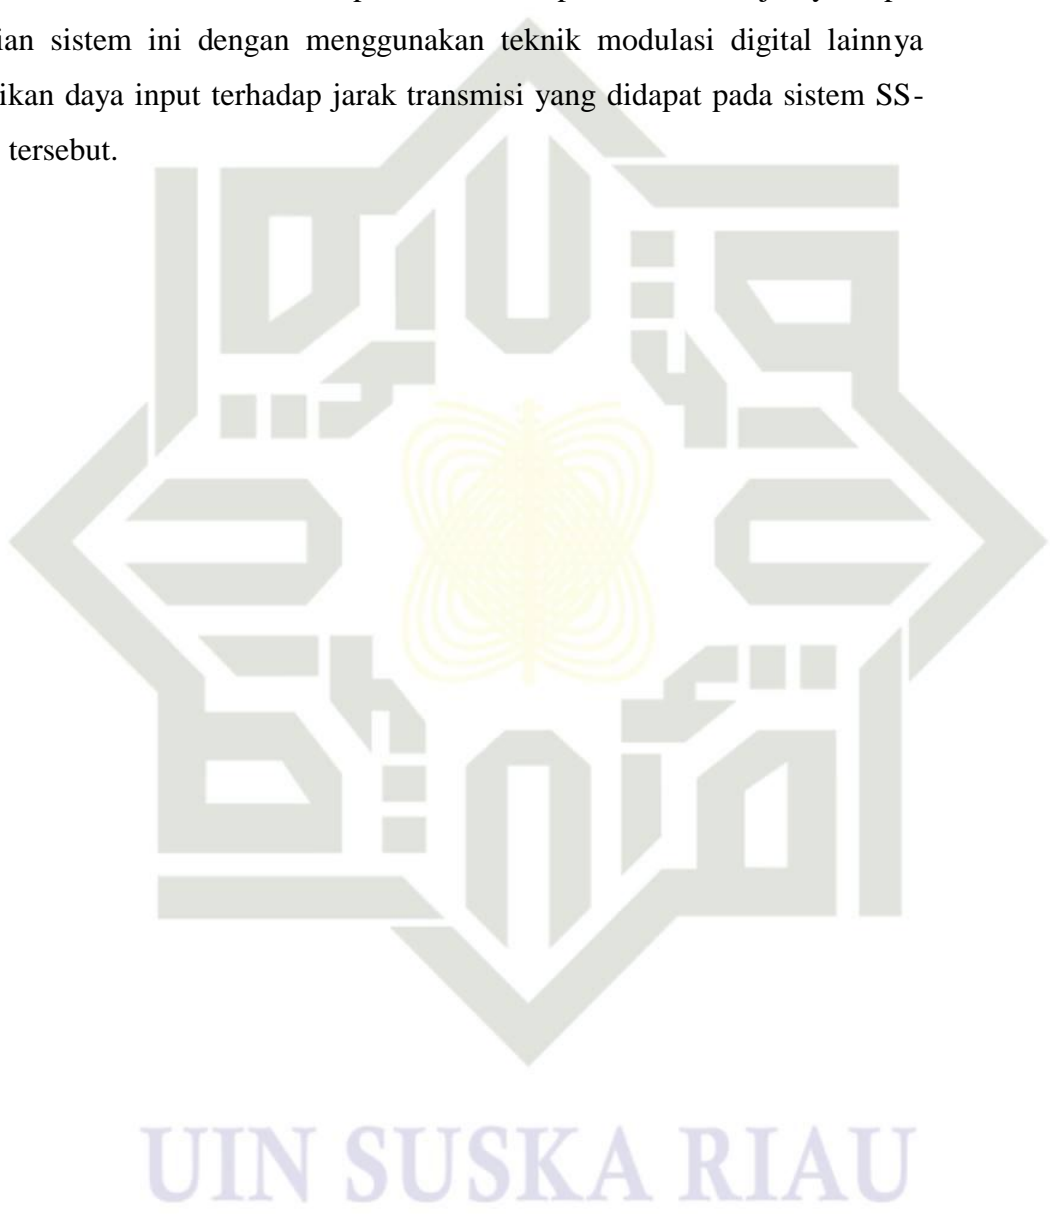 ian sistem ini dengan menggunakan teknik modulasi digital lainnya
ikan daya input terhadap jarak transmisi yang didapat pada sistem SS-
tersebut.
UIN SUSKA RIAU